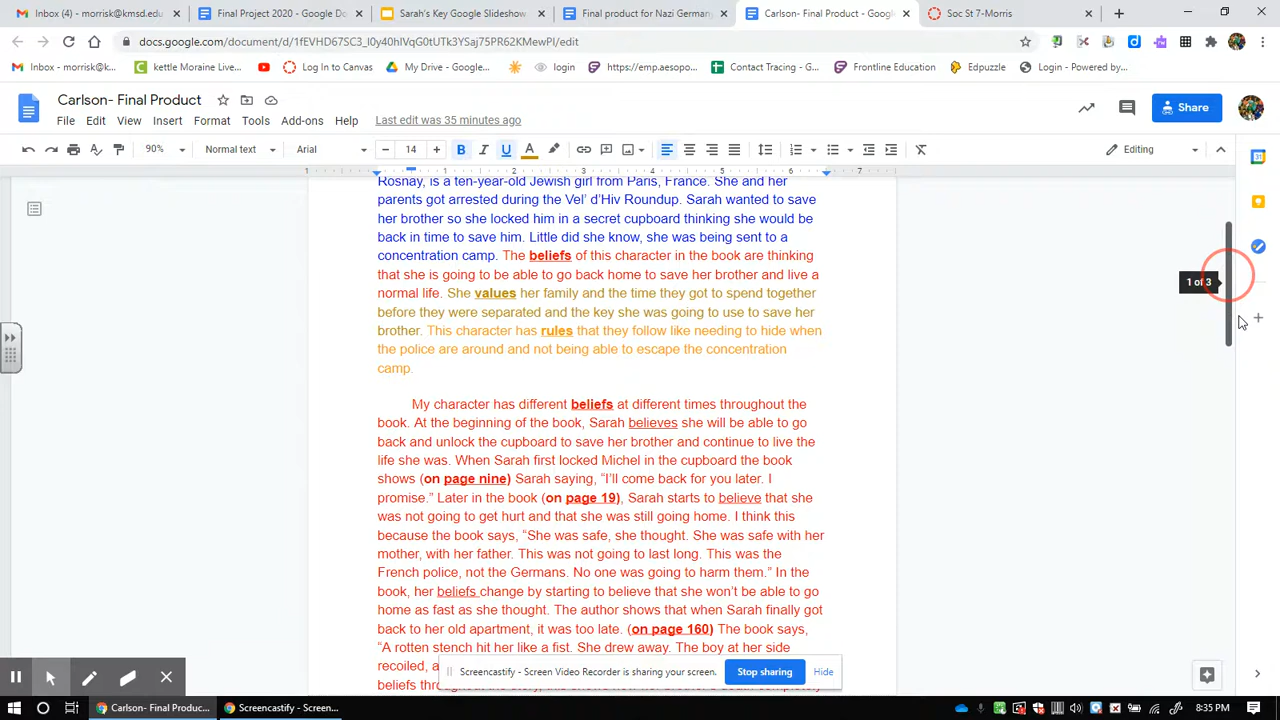 Inbox (4) - morrisk@kmsd.edu
Final Project 2020 - Google Do
Sarah's Key Google Slideshow
Final product for Nazi German
Carlson- Final Product - Google
Soc St 7-Morris
docs.google.com/document/d/1fEVHD67SC3_l0y40hIVqG0tUTk3YSaj75PR62KMewPI/edit
Inbox - morrisk@k...
kettle Moraine Live...
Log In to Canvas
My Drive - Google...
login
https://emp.aesopo...
Contact Tracing - G...
Frontline Education
Edpuzzle
Login - Powered by...
Carlson- Final Product
File Edit View Insert Format Tools Add-ons Help Last edit was 35 minutes ago
Share
90% Normal text Arial 14 B I U A Editing
1 1 2 3 4 5 6 7
Rosnay, is a ten-year-old Jewish girl from Paris, France. She and her
parents got arrested during the Vel' d'Hiv Roundup. Sarah wanted to save
her brother so she locked him in a secret cupboard thinking she would be
back in time to save him. Little did she know, she was being sent to a
concentration camp. The beliefs of this character in the book are thinking
that she is going to be able to go back home to save her brother and live a
normal life. She values her family and the time they got to spend together
before they were separated and the key she was going to use to save her
brother. This character has rules that they follow like needing to hide when
the police are around and not being able to escape the concentration
camp.
1 of 3
My character has different beliefs at different times throughout the
book. At the beginning of the book, Sarah believes she will be able to go
back and unlock the cupboard to save her brother and continue to live the
life she was. When Sarah first locked Michel in the cupboard the book
shows (on page nine) Sarah saying, “I'll come back for you later. I
promise.” Later in the book (on page 19), Sarah starts to believe that she
was not going to get hurt and that she was still going home. I think this
because the book says, “She was safe, she thought. She was safe with her
mother, with her father. This was not going to last long. This was the
French police, not the Germans. No one was going to harm them.” In the
book, her beliefs change by starting to believe that she won't be able to go
home as fast as she thought. The author shows that when Sarah finally got
back to her old apartment, it was too late. (on page 160) The book says,
“A rotten stench hit her like a fist. She drew away. The boy at her side
recoiled, a
beliefs
Screencastify - Screen Video Recorder is sharing your screen.
Stop sharing
Hide
Carlson- Final Produc...
Screencastify - Screen...
8:35 PM